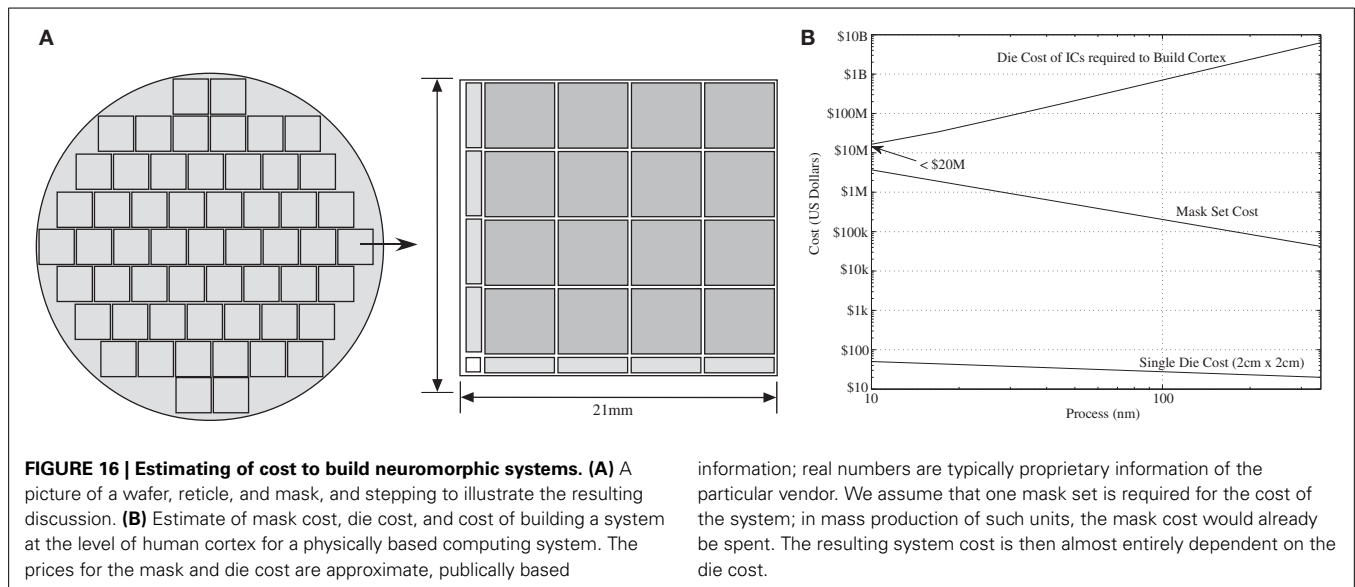 A
21mm
B
$10B
$1B
$100M
$10M
$1M
$100k
$10k
$1k
$100
$10
Cost (US Dollars)
Die Cost of ICs required to Build Cortex
< $20M
Mask Set Cost
Single Die Cost (2cm x 2cm)
10
100
Process (nm)
FIGURE 16 | Estimating of cost to build neuromorphic systems. (A) A
picture of a wafer, reticle, and mask, and stepping to illustrate the resulting
discussion. (B) Estimate of mask cost, die cost, and cost of building a system
at the level of human cortex for a physically based computing system. The
prices for the mask and die cost are approximate, publically based
information; real numbers are typically proprietary information of the
particular vendor. We assume that one mask set is required for the cost of
the system; in mass production of such units, the mask cost would already
be spent. The resulting system cost is then almost entirely dependent on the
die cost.